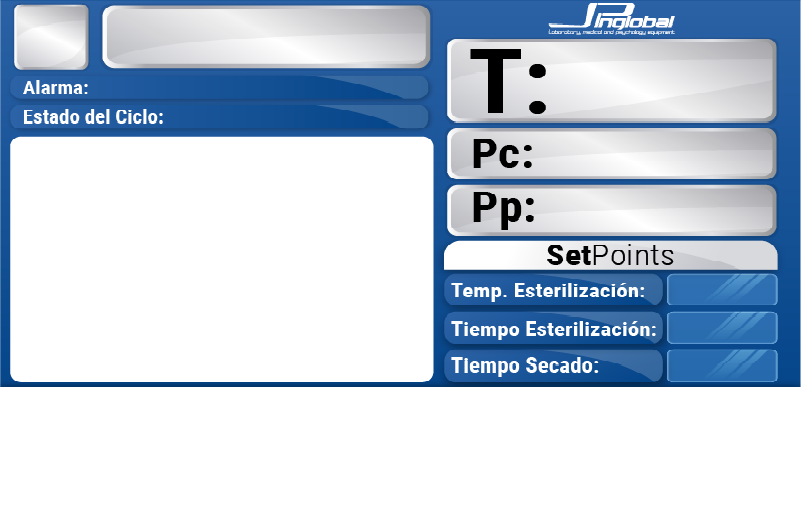 Pinglobal
Laboratory, medical and psychology equipment
Alarma:
Estado del Ciclo:
T:
Pc:
Pp:
SetPoints
Temp. Esterilización:
Tiempo Esterilización:
Tiempo Secado: